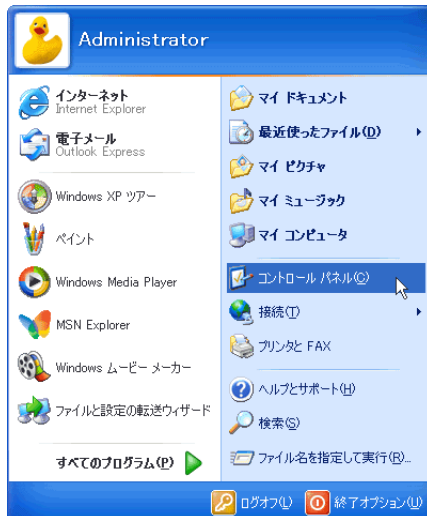 Administrator
インターネット
Internet Explorer
電子メール
Outlook Express
Windows XP ツアー
ペイント
Windows Media Player
MSN Explorer
Windows ムービー メーカー
ファイルと設定の転送ウィザード
すべてのプログラム(P)
マイ ドキュメント
最近使ったファイル(D)
マイ ピクチャ
マイ ミュージック
マイ コンピュータ
コントロール パネル(C)
接続(T)
プリンタと FAX
ヘルプとサポート(H)
検索(S)
ファイル名を指定して実行(R)...
ログオフ(L)
終了オプション(U)